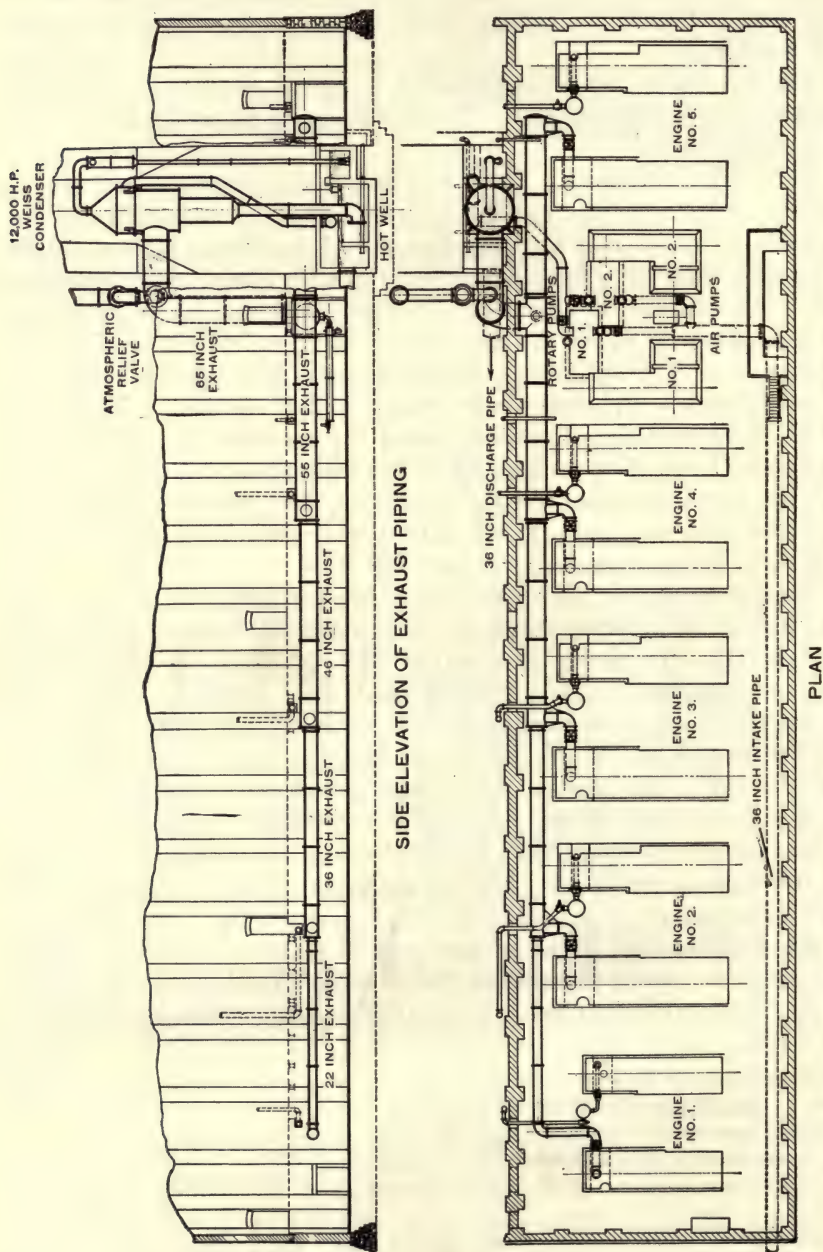 12,000 H.P.
WEISS
CONDENSER
ATMOSPHERIC
RELIEF
VALVE
65 INCH
EXHAUST
HOT WELL
55 INCH EXHAUST
46 INCH EXHAUST
36 INCH EXHAUST
22 INCH EXHAUST
SIDE ELEVATION OF EXHAUST PIPING
36 INCH DISCHARGE PIPE
ROTARY PUMPS
NO. 1.
NO. 2.
AIR PUMPS
NO. 1
NO. 2.
ENGINE
NO. 5.
ENGINE
NO. 4.
ENGINE
NO. 3.
ENGINE
NO. 2.
ENGINE
NO. 1.
36 INCH INTAKE PIPE
PLAN